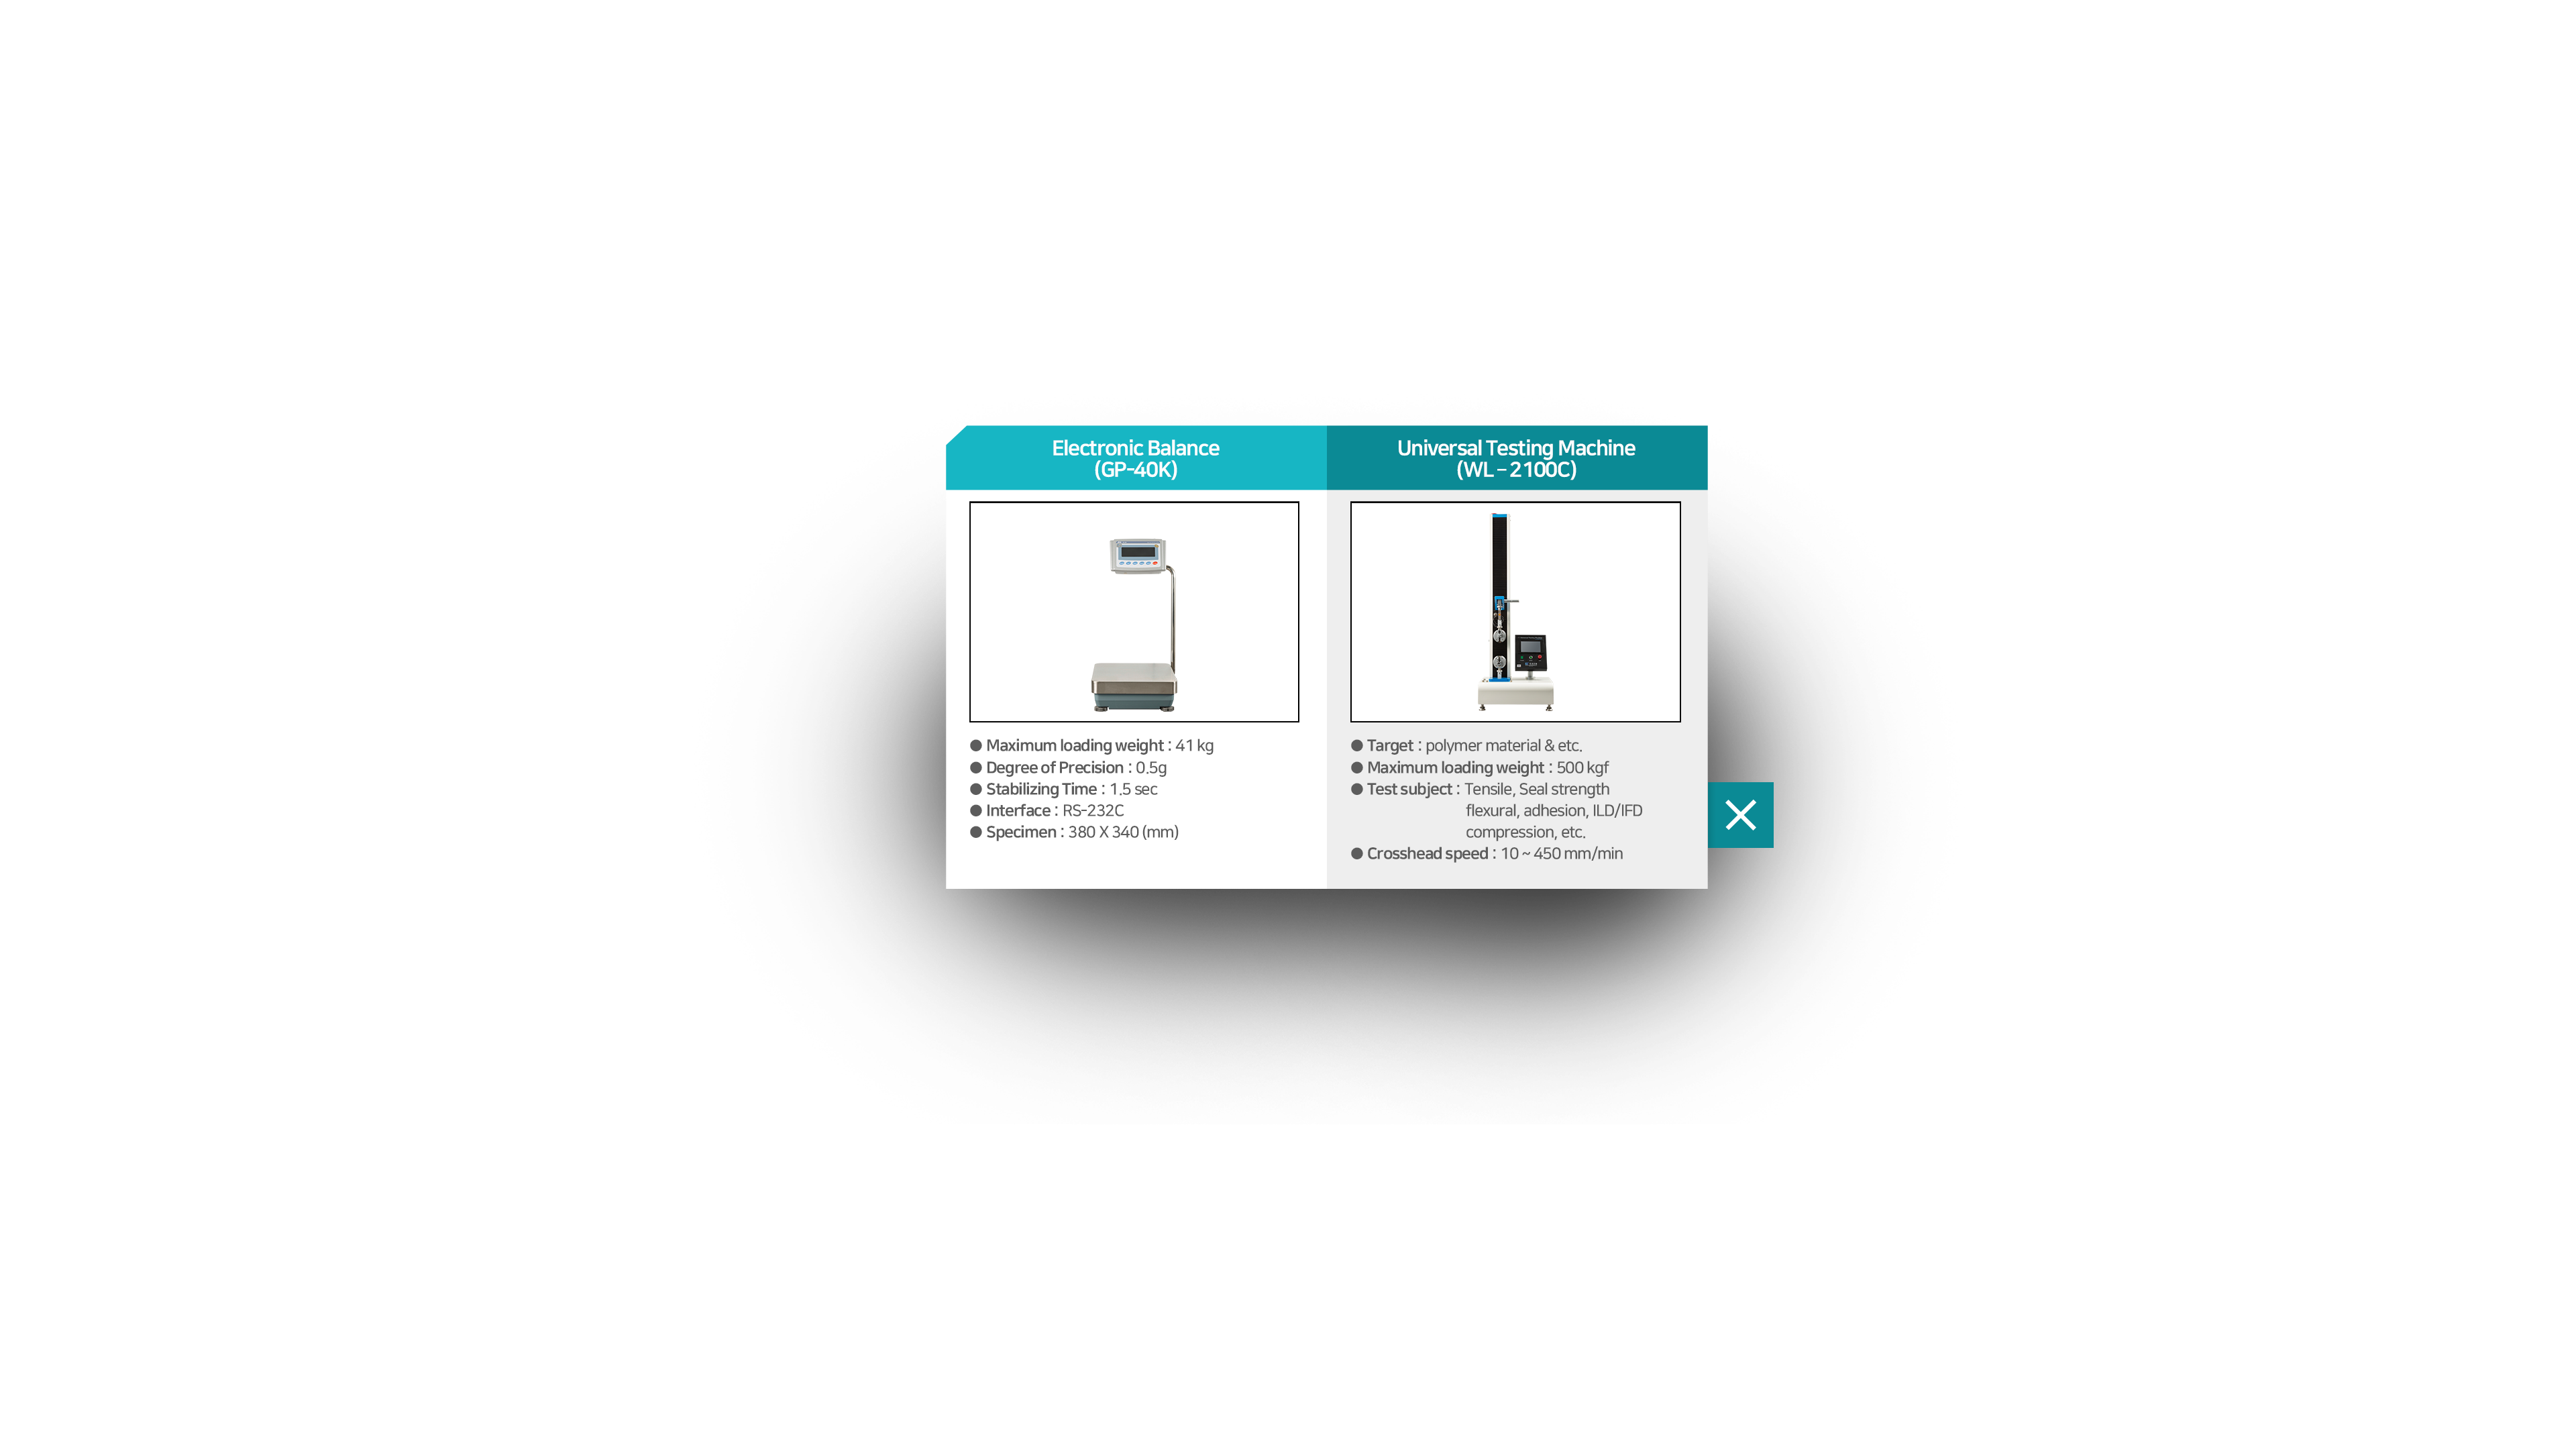 Electronic Balance
(GP-40K)
● Maximum loading weight : 41 kg
● Degree of Precision : 0.5g
● Stabilizing Time : 1.5 sec
● Interface : RS-232C
● Specimen : 380 X 340 (mm)
Universal Testing Machine
(WL – 2100C)
● Target : polymer material & etc.
● Maximum loading weight : 500 kgf
● Test subject : Tensile, Seal strength
flexural, adhesion, ILD/IFD
compression, etc.
● Crosshead speed : 10 ~ 450 mm/min